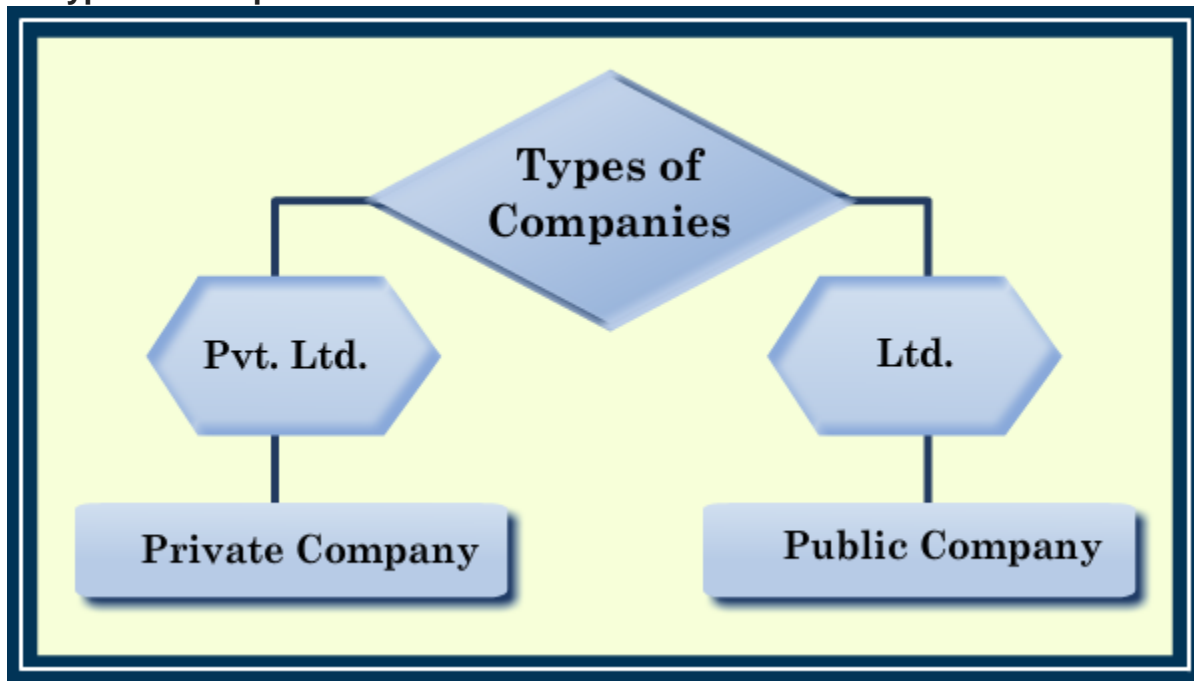 Types of
Companies
Pvt. Ltd.
Ltd.
Private Company
Public Company